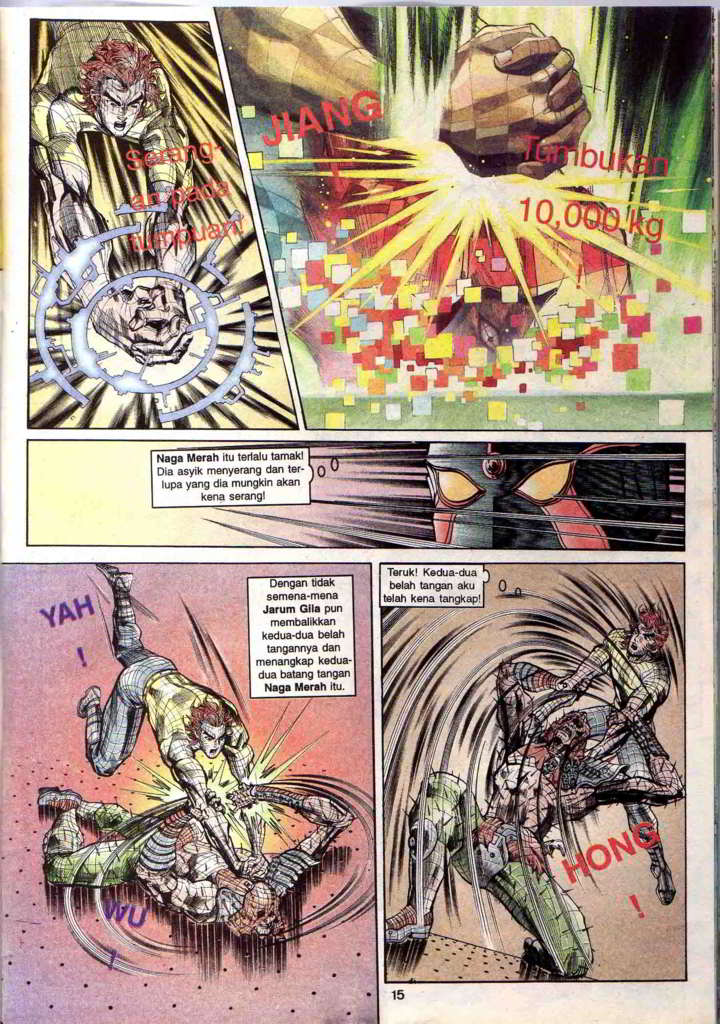 Serang-
an pada
tumpuan!
JIANG
!
Tumbukan
10,000 kg
!
Naga Merah itu terlalu tamak!
Dia asyik menyerang dan ter-
lupa yang dia mungkin akan
kena serang!
YAH
!
Dengan tidak
semena-mena
Jarum Gila pun
membalikkan
kedua-dua belah
tangannya dan
menangkap kedua-
dua batang tangan
Naga Merah itu.
WU
!
Teruk! Kedua-dua
belah tangan aku
telah kena tangkap!
HONG
!
15